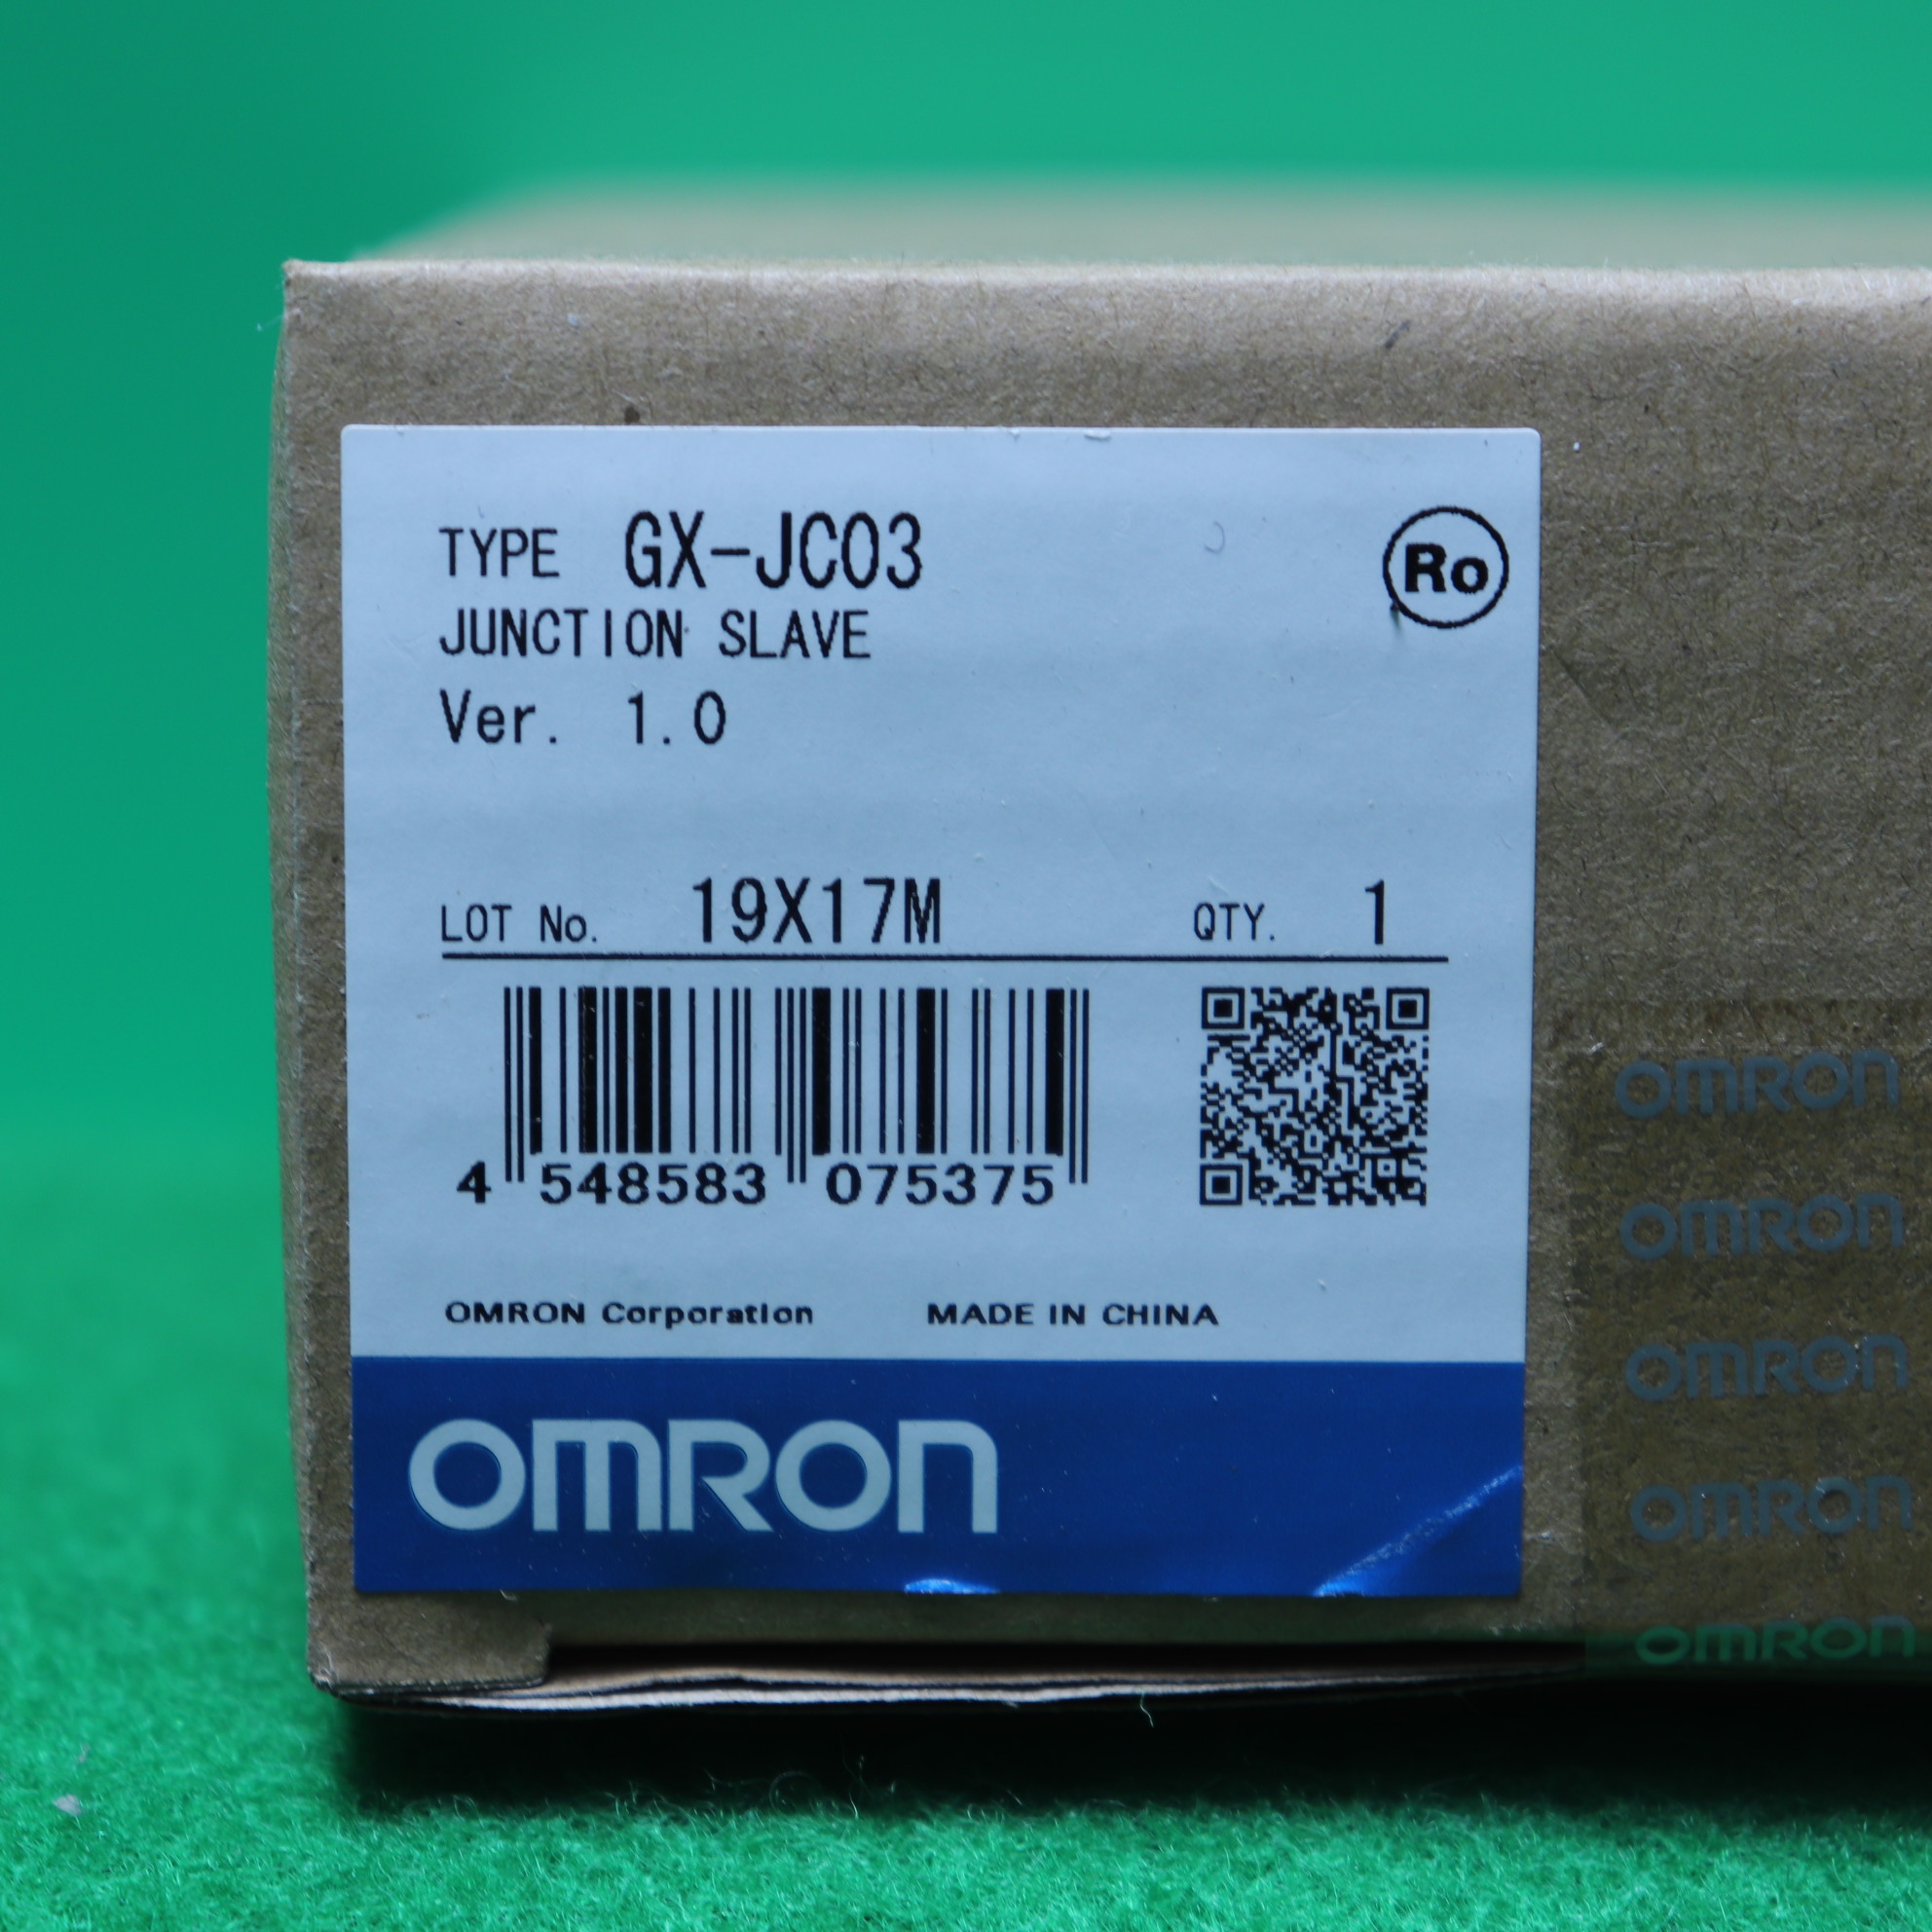 TYPE GX-JC03
Ro
JUNCTION SLAVE
Ver. 1.0
LOT No. 19X17M QTY. 1
4 548583 075375
OMRON Corporation MADE IN CHINA
OMRON
OMRON
OMRON
OMRON
OMRON
OMRON